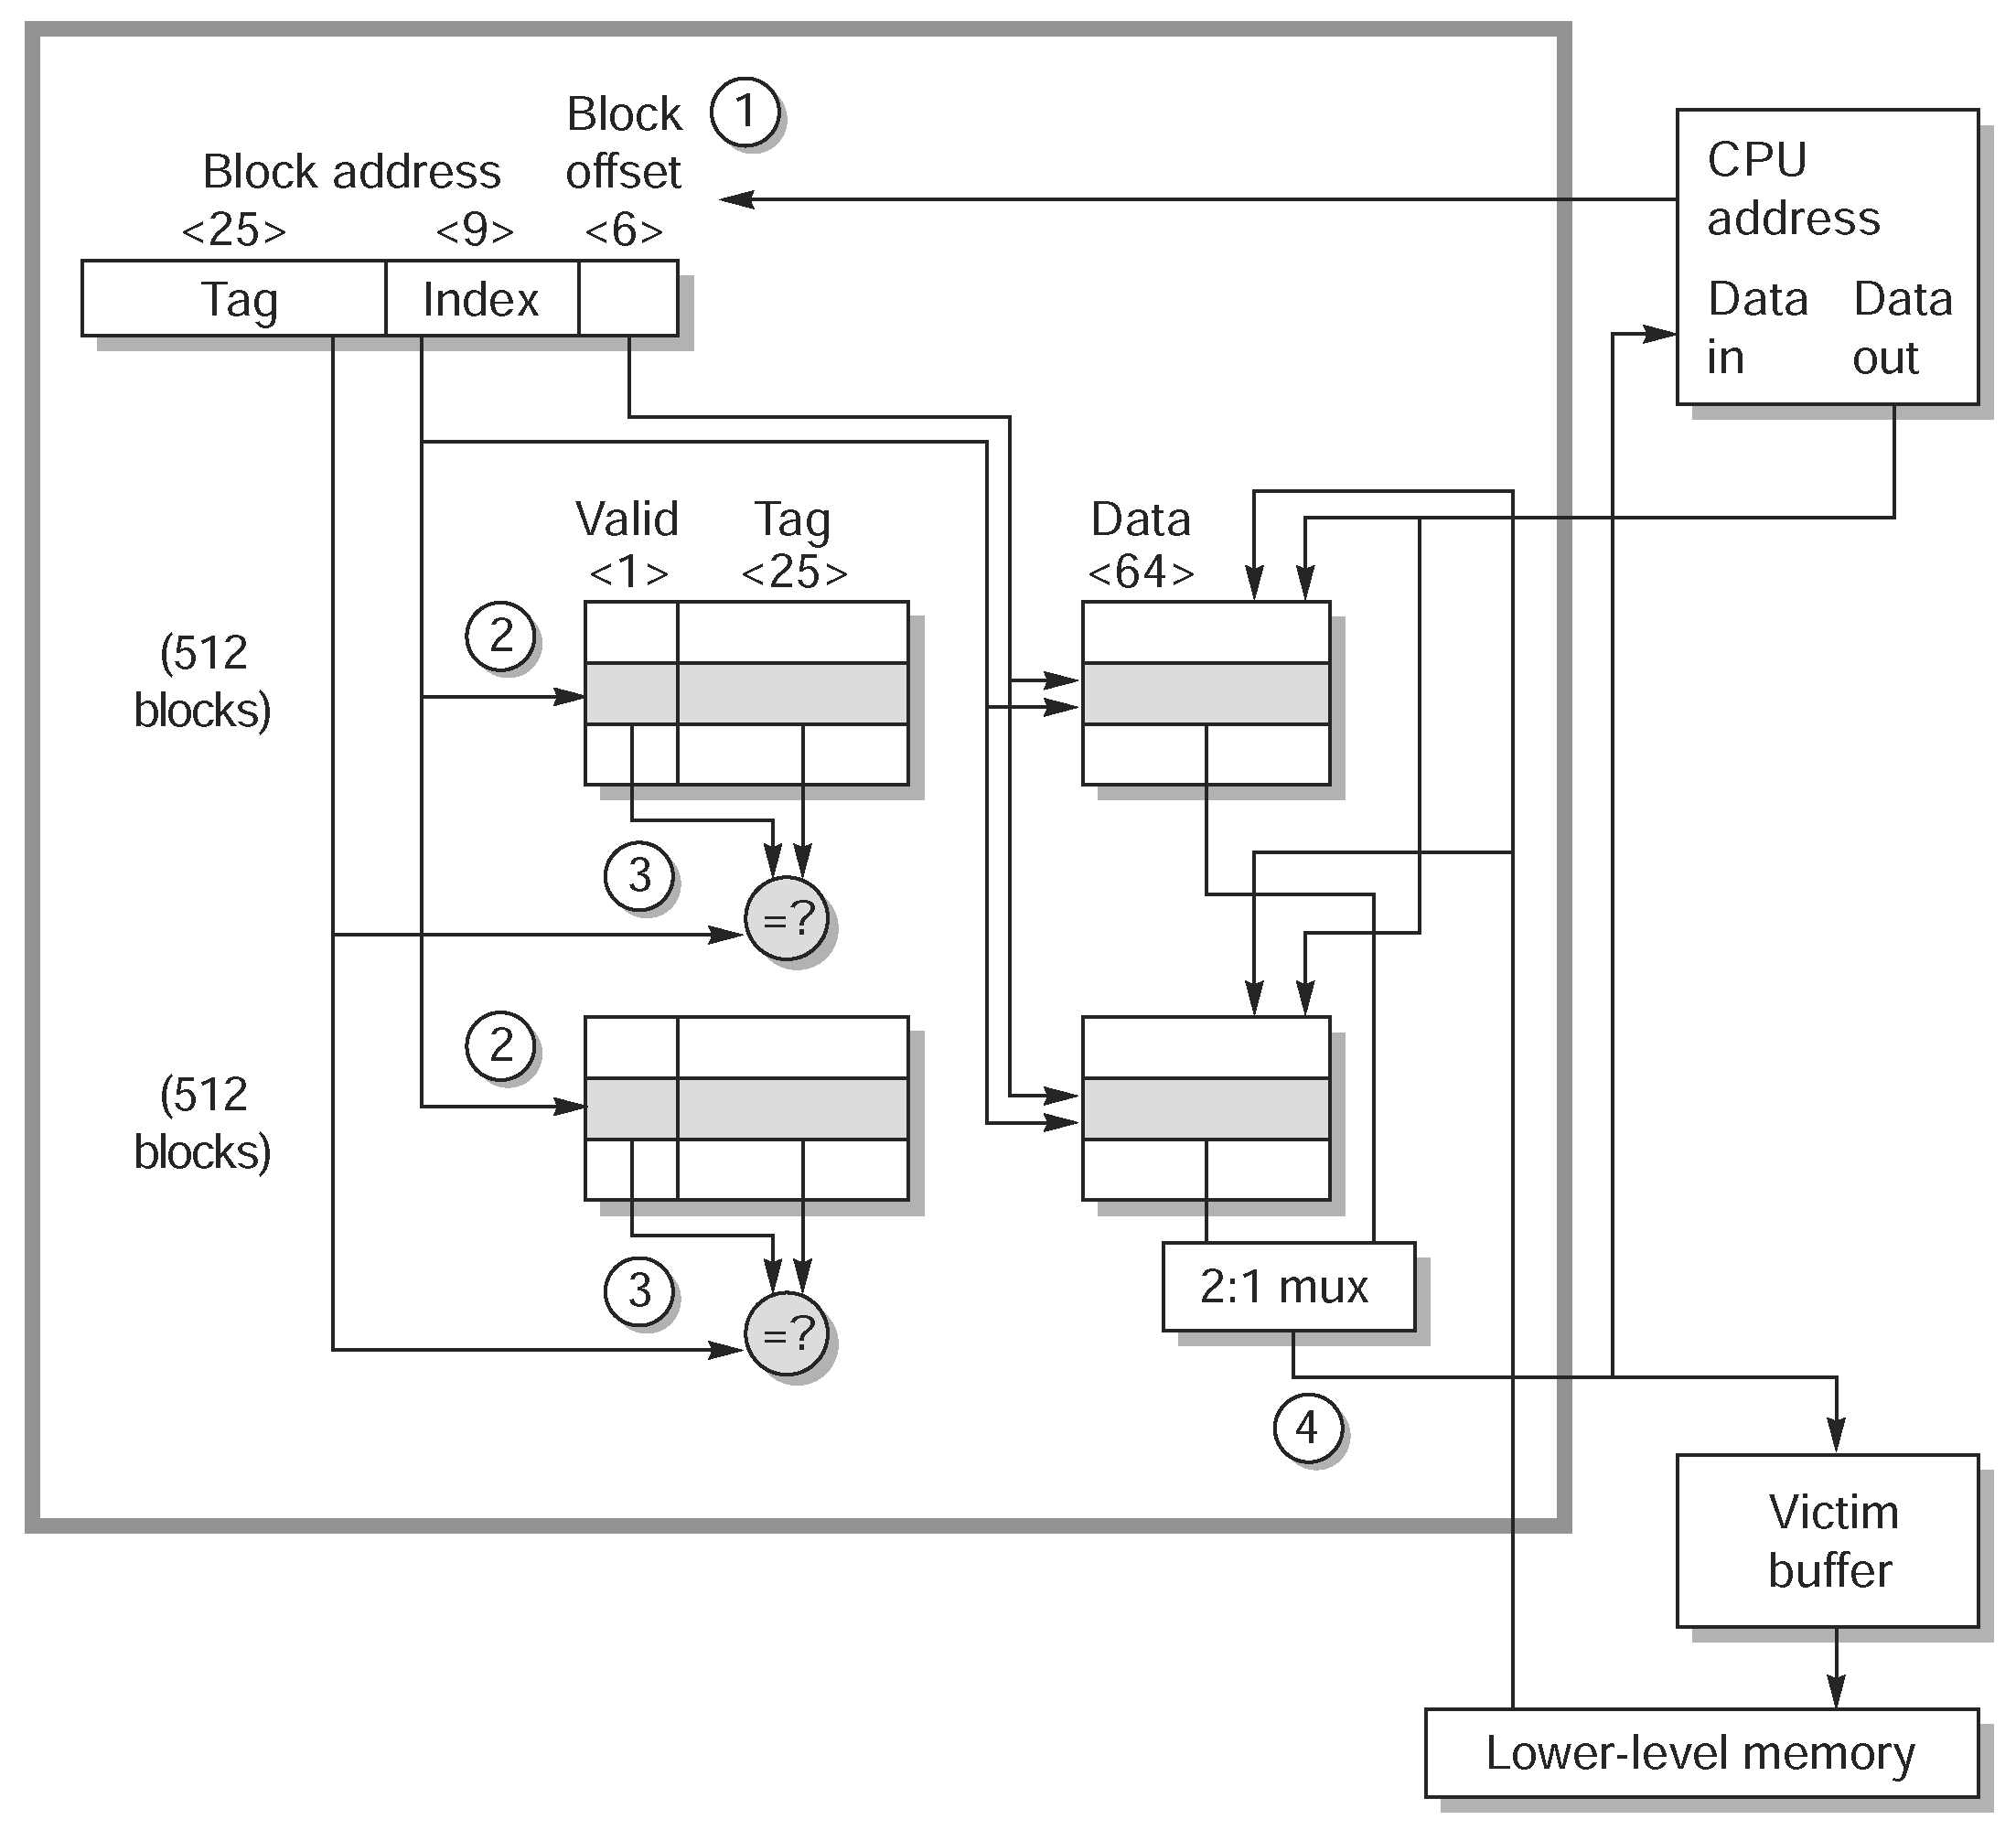 Block
offset
1
Block address
<25>
<9>
<6>
Tag
Index
CPU
address
Data
in
Data
out
Valid
<1>
Tag
<25>
Data
<64>
(512
blocks)
2
3
=?
(512
blocks)
2
3
=?
2:1 mux
4
Victim
buffer
Lower-level memory